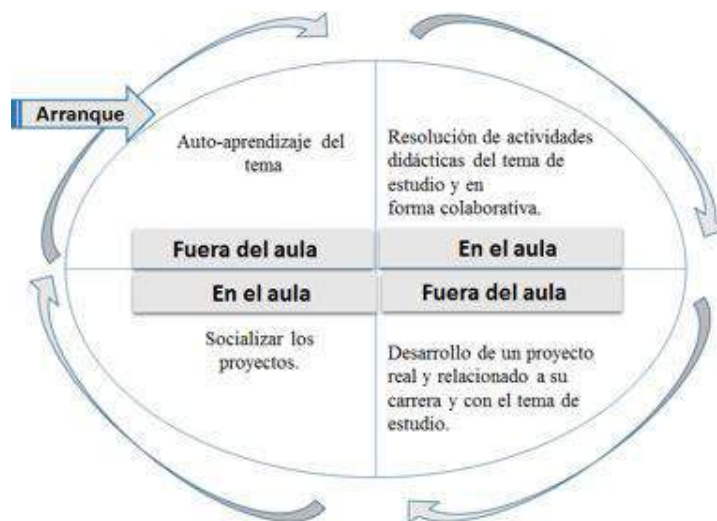 Arranque
Auto-aprendizaje del
tema
Resolución de actividades
didácticas del tema de
estudio y en
forma colaborativa.
Fuera del aula
En el aula
En el aula
Fuera del aula
Socializar los
proyectos.
Desarrollo de un proyecto
real y relacionado a su
carrera y con el tema de
estudio.